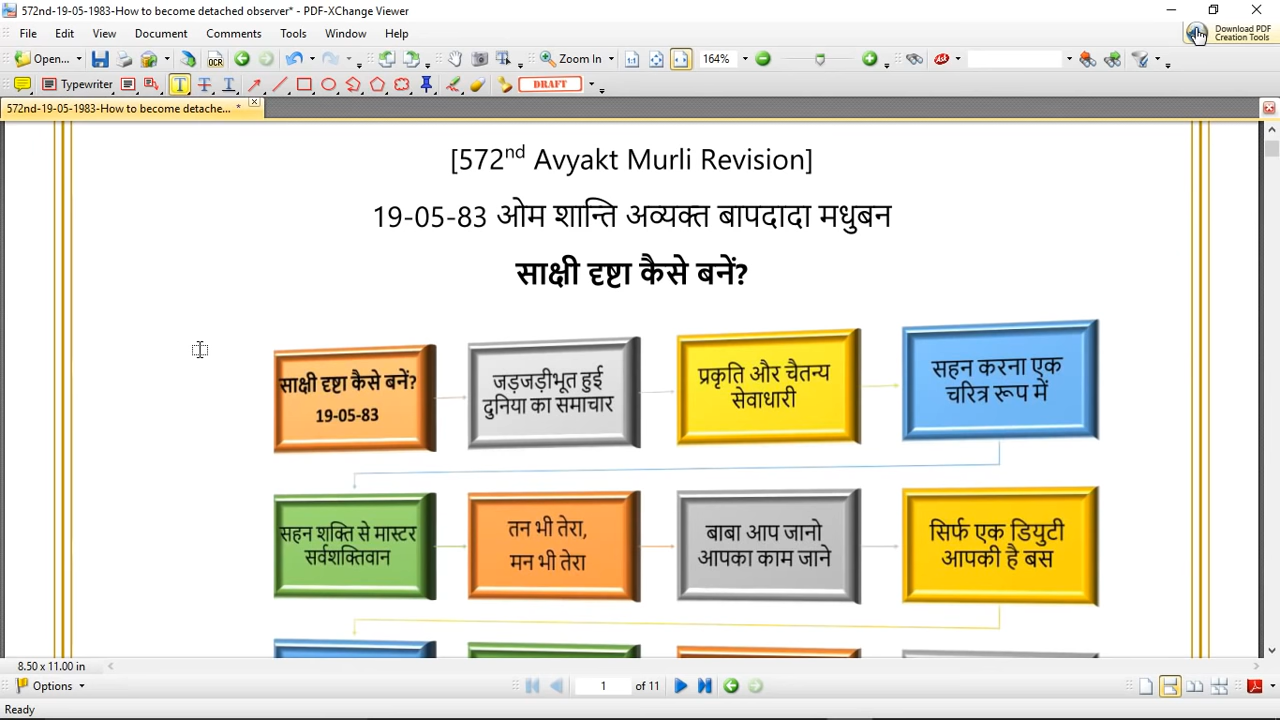 572nd-19-05-1983-How to become detached observer* - PDF-XChange Viewer
File Edit View Document Comments Tools Window Help
Download PDF
Creation Tools
Open... OCR Zoom In 164%
Typewriter DRAFT
572nd-19-05-1983-How to become detache... *
[572nd Avyakt Murli Revision]
19-05-83 ओम शान्ति अव्यक्त बापदादा मधुबन
साक्षी दृष्टा कैसे बनें?
साक्षी दृष्टा कैसे बनें?
19-05-83
जड़जड़ीभूत हुई
दुनिया का समाचार
प्रकृति और चैतन्य
सेवाधारी
सहन करना एक
चरित्र रूप में
सहन शक्ति से मास्टर
सर्वशक्तिवान
तन भी तेरा,
मन भी तेरा
बाबा आप जानो
आपका काम जाने
सिर्फ एक डियुटी
आपकी है बस
8.50 x 11.00 in
Options 1 of 11
Ready